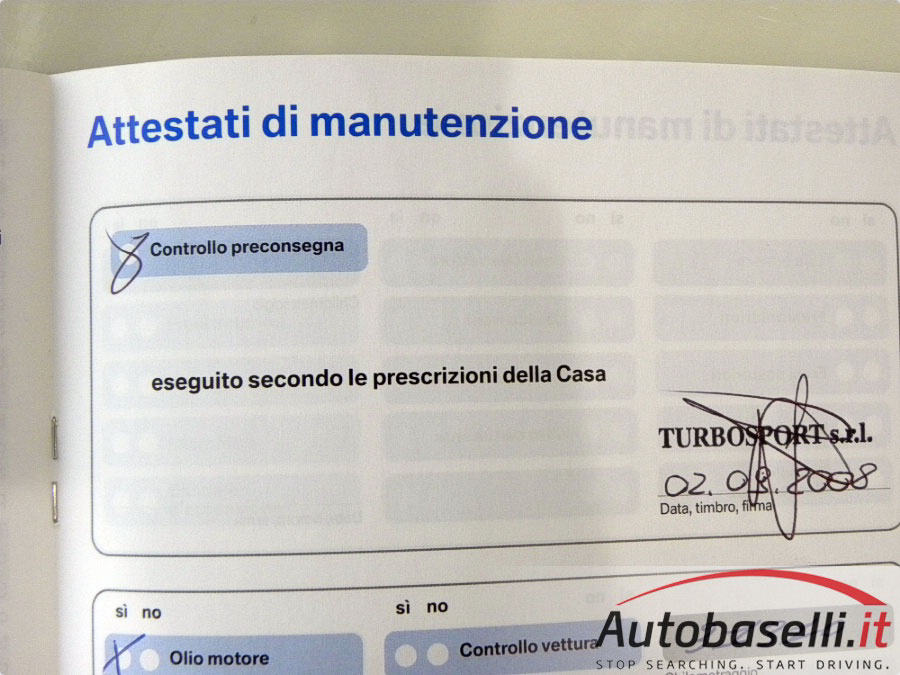 Attestati di manutenzione
Controllo preconsegna
eseguito secondo le prescrizioni della Casa
TURBOSPORT s.r.l.
02.08.2008
Data, timbro, firma
sì no
sì no
Olio motore
Controllo vettura
Autobaselli.it
STOP SEARCHING. START DRIVING.